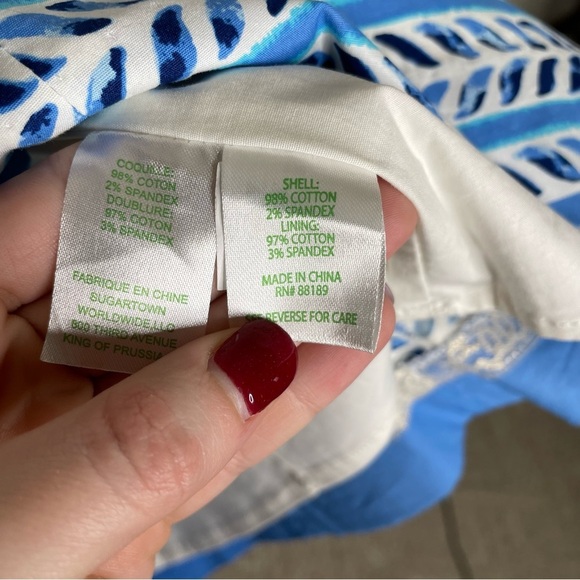 COQUILLE:
98% COTON
2% SPANDEX
DOUBLURE:
97% COTON
3% SPANDEX
FABRIQUE EN CHINE
SUGARTOWN
WORLDWIDE,LLC
800 THIRD AVENUE
KING OF PRUSSIA
SHELL:
98% COTTON
2% SPANDEX
LINING:
97% COTTON
3% SPANDEX
MADE IN CHINA
RN# 88189
SEE REVERSE FOR CARE